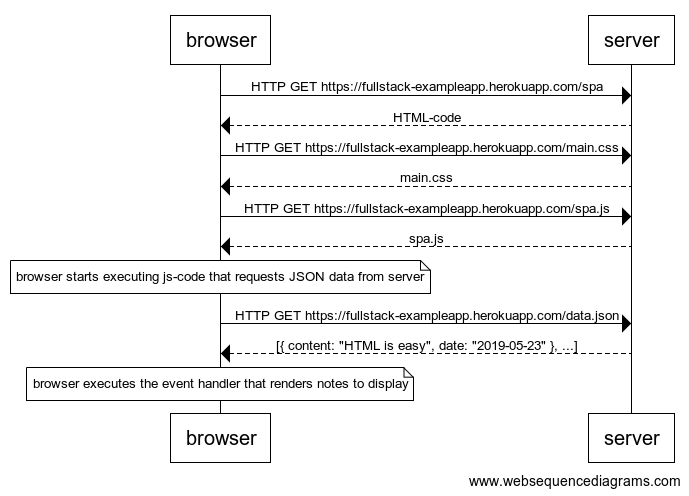 browser
server
HTTP GET https://fullstack-exampleapp.herokuapp.com/spa
HTML-code
HTTP GET https://fullstack-exampleapp.herokuapp.com/main.css
main.css
HTTP GET https://fullstack-exampleapp.herokuapp.com/spa.js
spa.js
browser starts executing js-code that requests JSON data from server
HTTP GET https://fullstack-exampleapp.herokuapp.com/data.json
[{ content: "HTML is easy", date: "2019-05-23" }, ...]
browser executes the event handler that renders notes to display
browser
server
www.websequencediagrams.com